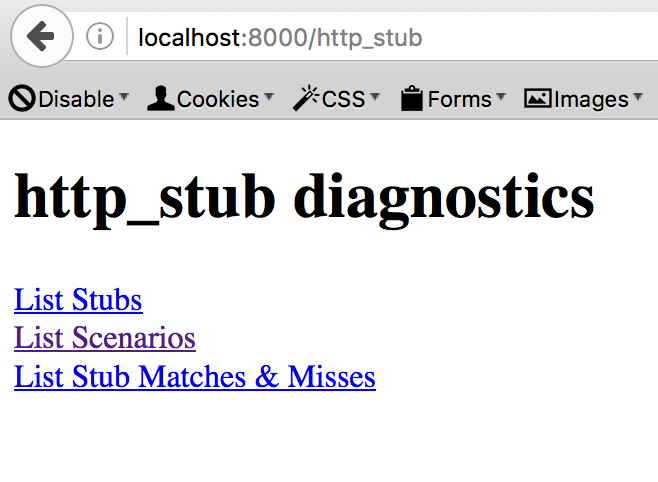 localhost:8000/http_stub
Disable Cookies CSS Forms Images
http_stub diagnostics
List Stubs
List Scenarios
List Stub Matches & Misses